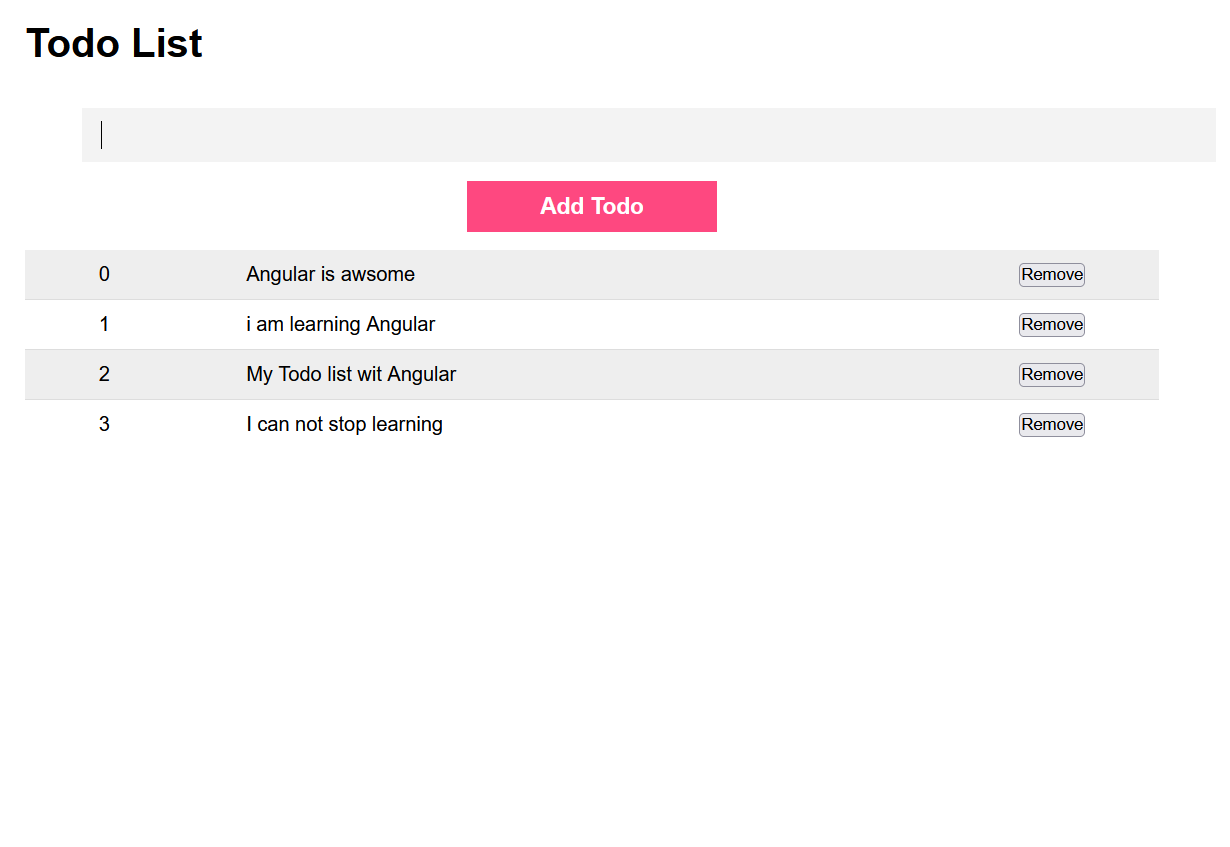 Todo List
Add Todo
0 Angular is awsome Remove
1 i am learning Angular Remove
2 My Todo list wit Angular Remove
3 I can not stop learning Remove